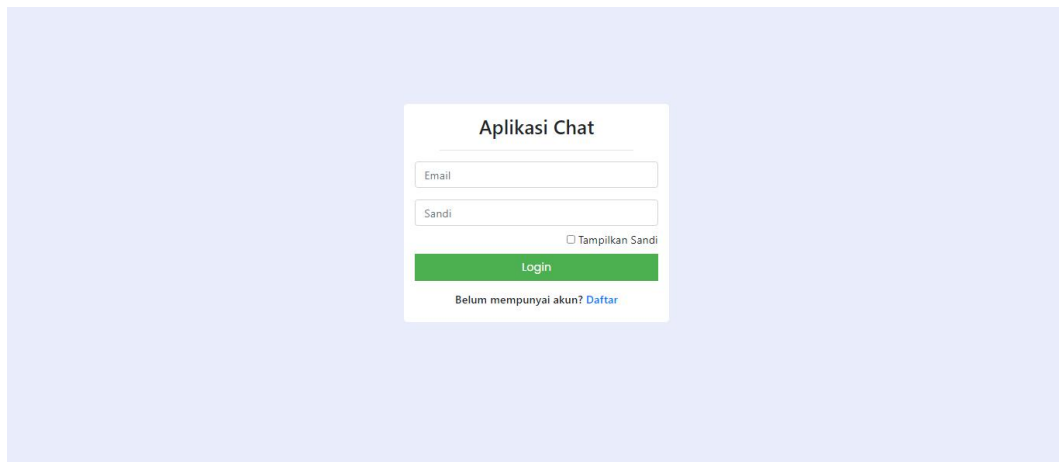 Aplikasi Chat
Email
Sandi
Tampilkan Sandi
Login
Belum mempunyai akun? Daftar